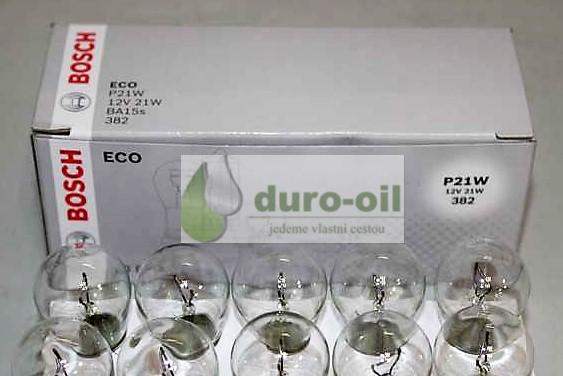 BOSCH
ECO
P21W
12V 21W
BA15s
382
BOSCH
ECO
P21W
12V 21W
382
duro-oil
jedeme vlastní cestou